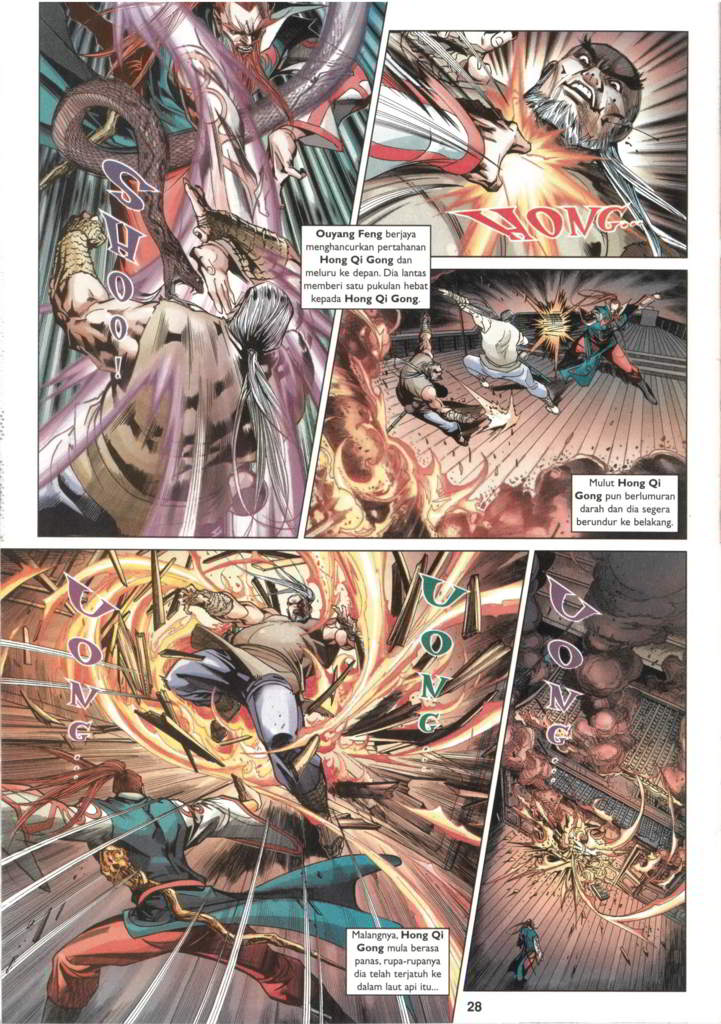 SHOO!
HONG...
Ouyang Feng berjaya
menghancurkan pertahanan
Hong Qi Gong dan
meluru ke depan. Dia lantas
memberi satu pukulan hebat
kepada Hong Qi Gong.
Mulut Hong Qi
Gong pun berlumuran
darah dan dia segera
berundur ke belakang.
UONG...
UONG...
UONG...
Malangnya, Hong Qi
Gong mula berasa
panas, rupa-rupanya
dia telah terjatuh ke
dalam laut api itu...
28